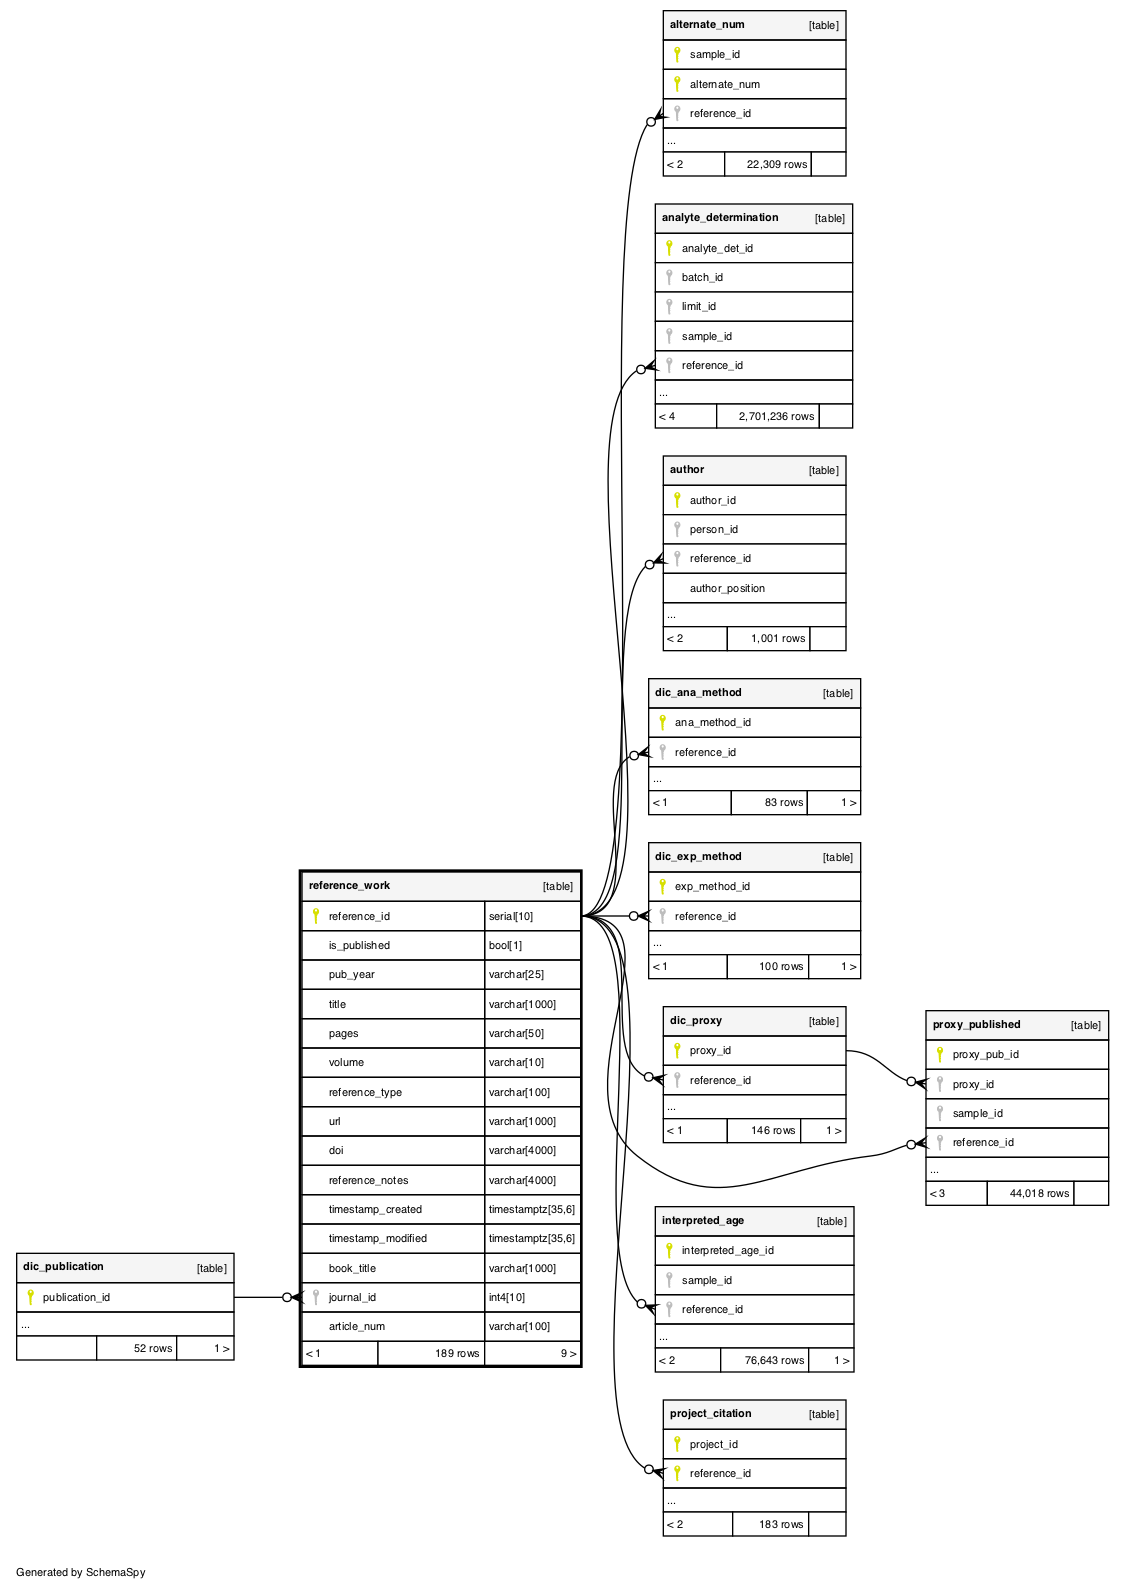 alternate_num [table]
sample_id
alternate_num
reference_id
...
< 2 22,309 rows
analyte_determination [table]
analyte_det_id
batch_id
limit_id
sample_id
reference_id
...
< 4 2,701,236 rows
author [table]
author_id
person_id
reference_id
author_position
...
< 2 1,001 rows
dic_ana_method [table]
ana_method_id
reference_id
...
< 1 83 rows 1 >
dic_exp_method [table]
exp_method_id
reference_id
...
< 1 100 rows 1 >
reference_work [table]
reference_id serial[10]
is_published bool[1]
pub_year varchar[25]
title varchar[1000]
pages varchar[50]
volume varchar[10]
reference_type varchar[100]
url varchar[1000]
doi varchar[4000]
reference_notes varchar[4000]
timestamp_created timestamptz[35,6]
timestamp_modified timestamptz[35,6]
book_title varchar[1000]
journal_id int4[10]
article_num varchar[100]
< 1 189 rows 9 >
dic_proxy [table]
proxy_id
reference_id
...
< 1 146 rows 1 >
proxy_published [table]
proxy_pub_id
proxy_id
sample_id
reference_id
...
< 3 44,018 rows
interpreted_age [table]
interpreted_age_id
sample_id
reference_id
...
< 2 76,643 rows 1 >
dic_publication [table]
publication_id
...
52 rows 1 >
project_citation [table]
project_id
reference_id
...
< 2 183 rows
Generated by SchemaSpy